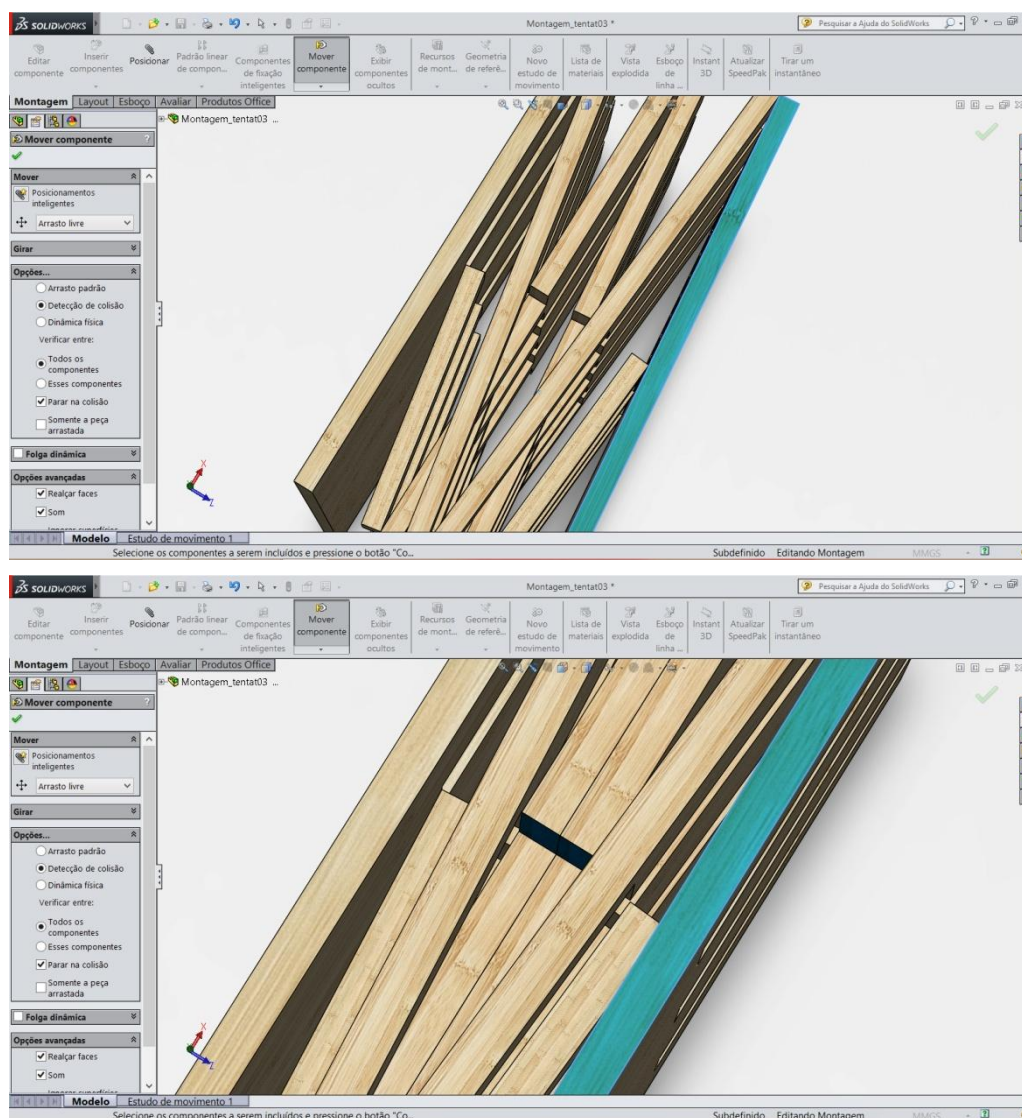 SOLIDWORKS
Montagem_tentat03 *
Pesquisar a Ajuda do SolidWorks
Editar componente
Inserir componentes
Posicionar
Padrão linear de compon...
Componentes de fixação inteligentes
Mover componente
Exibir componentes ocultos
Recursos de mont...
Geometria de referê...
Novo estudo de movimento
Lista de materiais
Vista explodida
Esboço de linha ...
Instant 3D
Atualizar SpeedPak
Tirar um instantâneo
Montagem Layout Esboço Avaliar Produtos Office
Montagem_tentat03 ...
Mover componente ?
Mover
Posicionamentos inteligentes
Arrasto livre
Girar
Opções...
Arrasto padrão
Detecção de colisão
Dinâmica física
Verificar entre:
Todos os componentes
Esses componentes
Parar na colisão
Somente a peça arrastada
Folga dinâmica
Opções avançadas
Realçar faces
Som
X
Z
Modelo Estudo de movimento 1
Selecione os componentes a serem incluídos e pressione o botão "Co...
Subdefinido Editando Montagem MMGS
SOLIDWORKS
Montagem_tentat03 *
Pesquisar a Ajuda do SolidWorks
Editar componente
Inserir componentes
Posicionar
Padrão linear de compon...
Componentes de fixação inteligentes
Mover componente
Exibir componentes ocultos
Recursos de mont...
Geometria de referê...
Novo estudo de movimento
Lista de materiais
Vista explodida
Esboço de linha ...
Instant 3D
Atualizar SpeedPak
Tirar um instantâneo
Montagem Layout Esboço Avaliar Produtos Office
Montagem_tentat03 ...
Mover componente ?
Mover
Posicionamentos inteligentes
Arrasto livre
Girar
Opções...
Arrasto padrão
Detecção de colisão
Dinâmica física
Verificar entre:
Todos os componentes
Esses componentes
Parar na colisão
Somente a peça arrastada
Folga dinâmica
Opções avançadas
Realçar faces
Som
X
Z
Modelo Estudo de movimento 1
Selecione os componentes a serem incluídos e pressione o botão "Co...
Subdefinido Editando Montagem MMGS